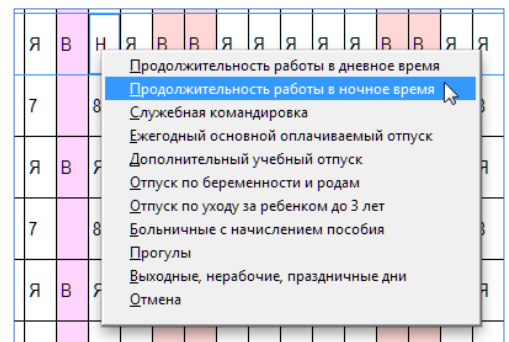 Я В Н Я В В Я Я Я Я Я В В Я Я
Продолжительность работы в дневное время
Продолжительность работы в ночное время
7 8
Служебная командировка
Ежегодный основной оплачиваемый отпуск
Дополнительный учебный отпуск
Я В Я Я
Отпуск по беременности и родам
Отпуск по уходу за ребенком до 3 лет
7 8
Больничные с начислением пособия
Прогулы
Выходные, нерабочие, праздничные дни
Я В Я Я
Отмена